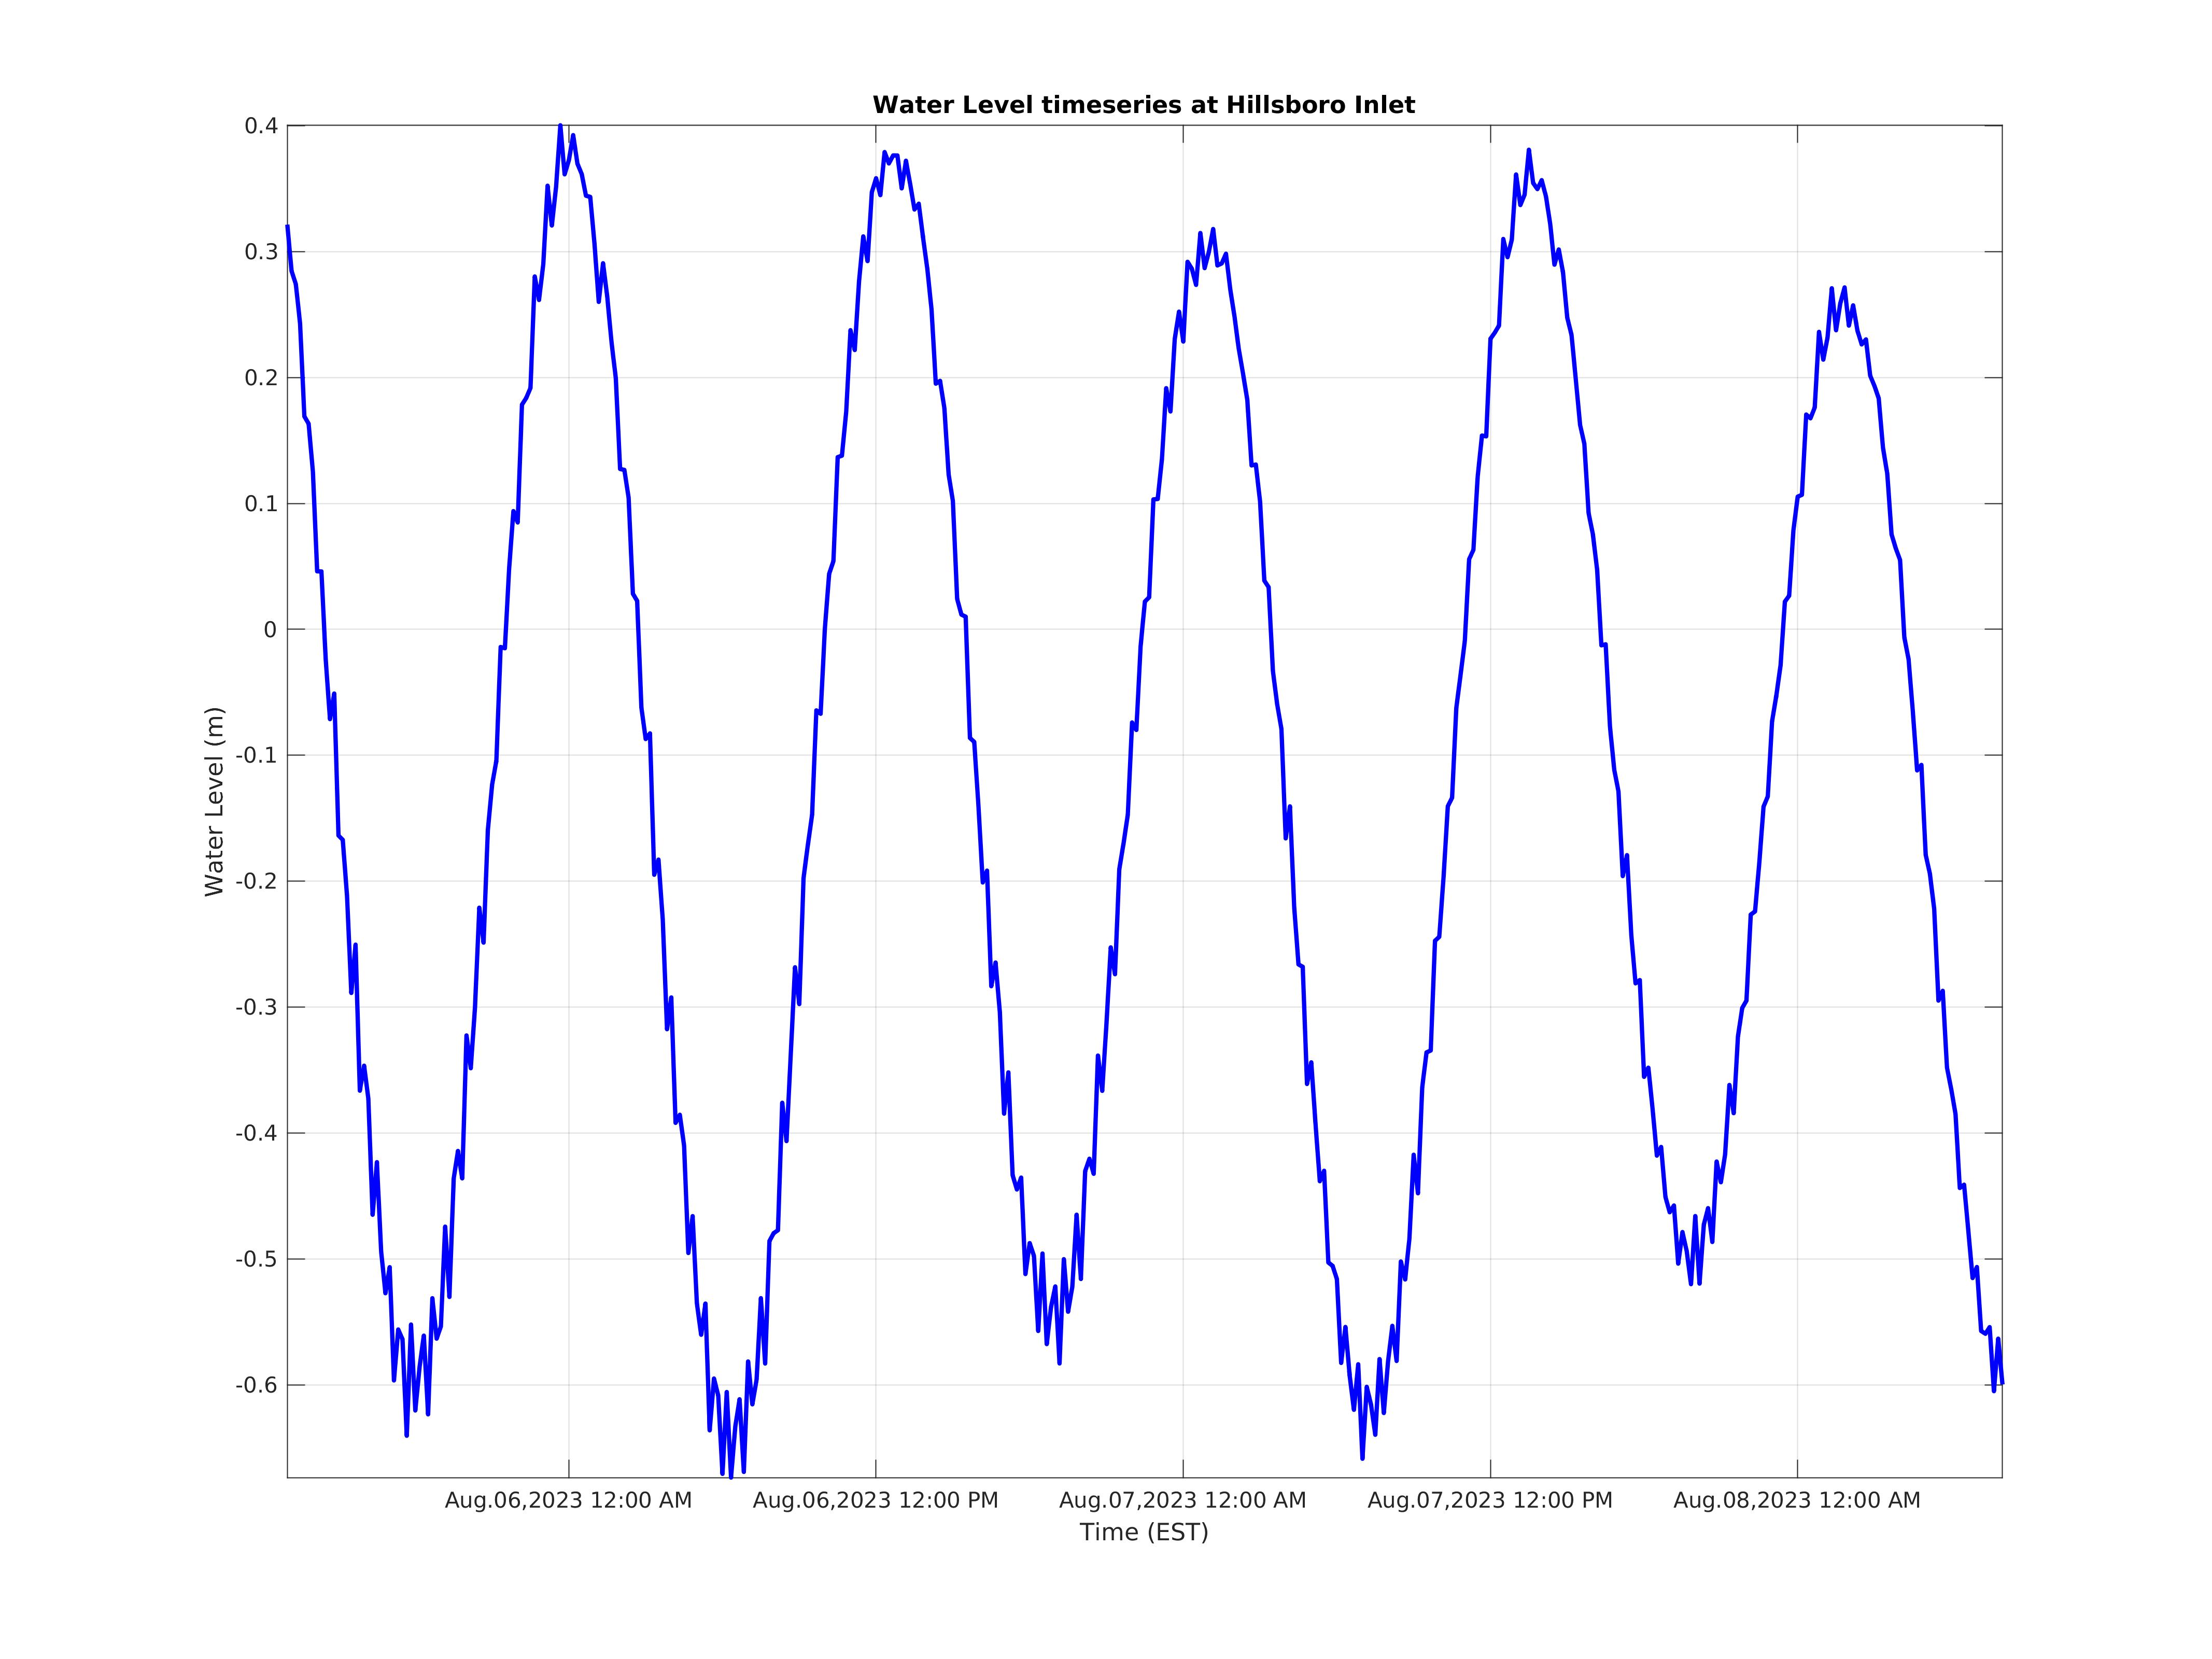 Water Level timeseries at Hillsboro Inlet
0.4
0.3
0.2
0.1
0
-0.1
-0.2
-0.3
-0.4
-0.5
-0.6
Water Level (m)
Aug.06,2023 12:00 AM
Aug.06,2023 12:00 PM
Aug.07,2023 12:00 AM
Aug.07,2023 12:00 PM
Aug.08,2023 12:00 AM
Time (EST)